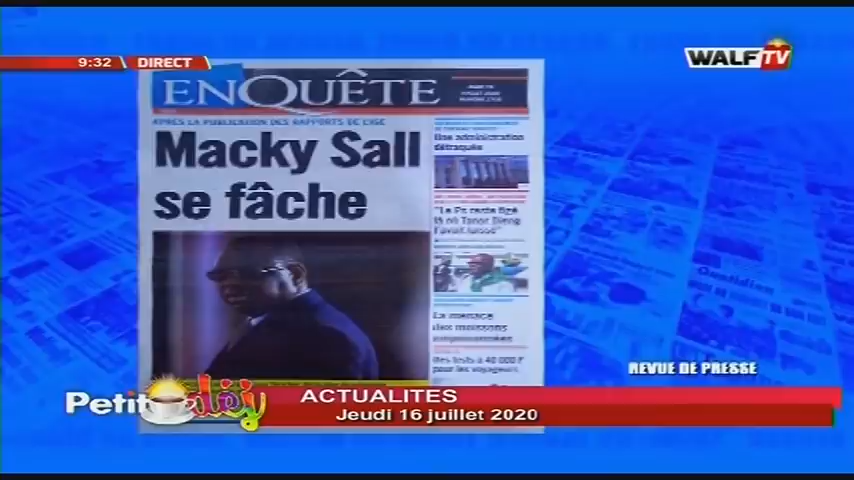 9:32 DIRECT
WALF TV
ENQUÊTE
APRÈS LA PUBLICATION DES RAPPORTS DE L'IGE
Macky Sall
se fâche
Une administration
détraquée
"Le Ps reste figé
là où Tanor Dieng
l'avait laissé"
La menace
des moissons
Des tests à 40 000 F
pour les voyageurs
REVUE DE PRESSE
Petit déj
ACTUALITES
Jeudi 16 juillet 2020